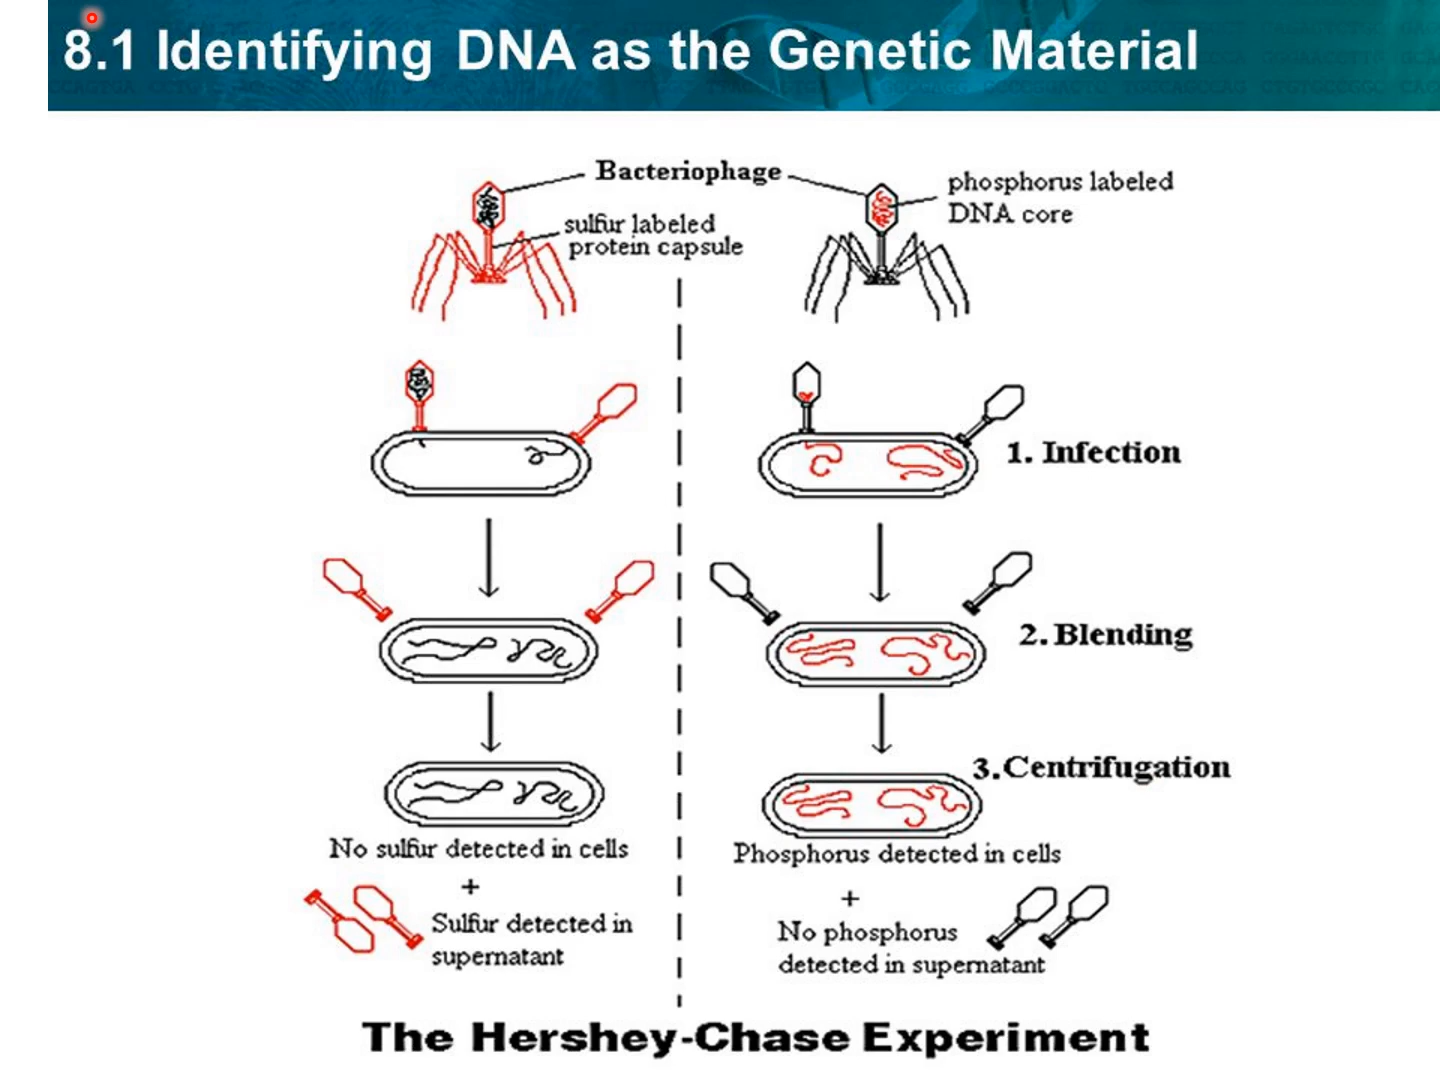 8.1 Identifying DNA as the Genetic Material
Bacteriophage
phosphorus labeled
DNA core
sulfur labeled
protein capsule
1. Infection
2. Blending
3. Centrifugation
No sulfur detected in cells
+
Sulfur detected in
supernatant
Phosphorus detected in cells
+
No phosphorus
detected in supernatant
The Hershey-Chase Experiment